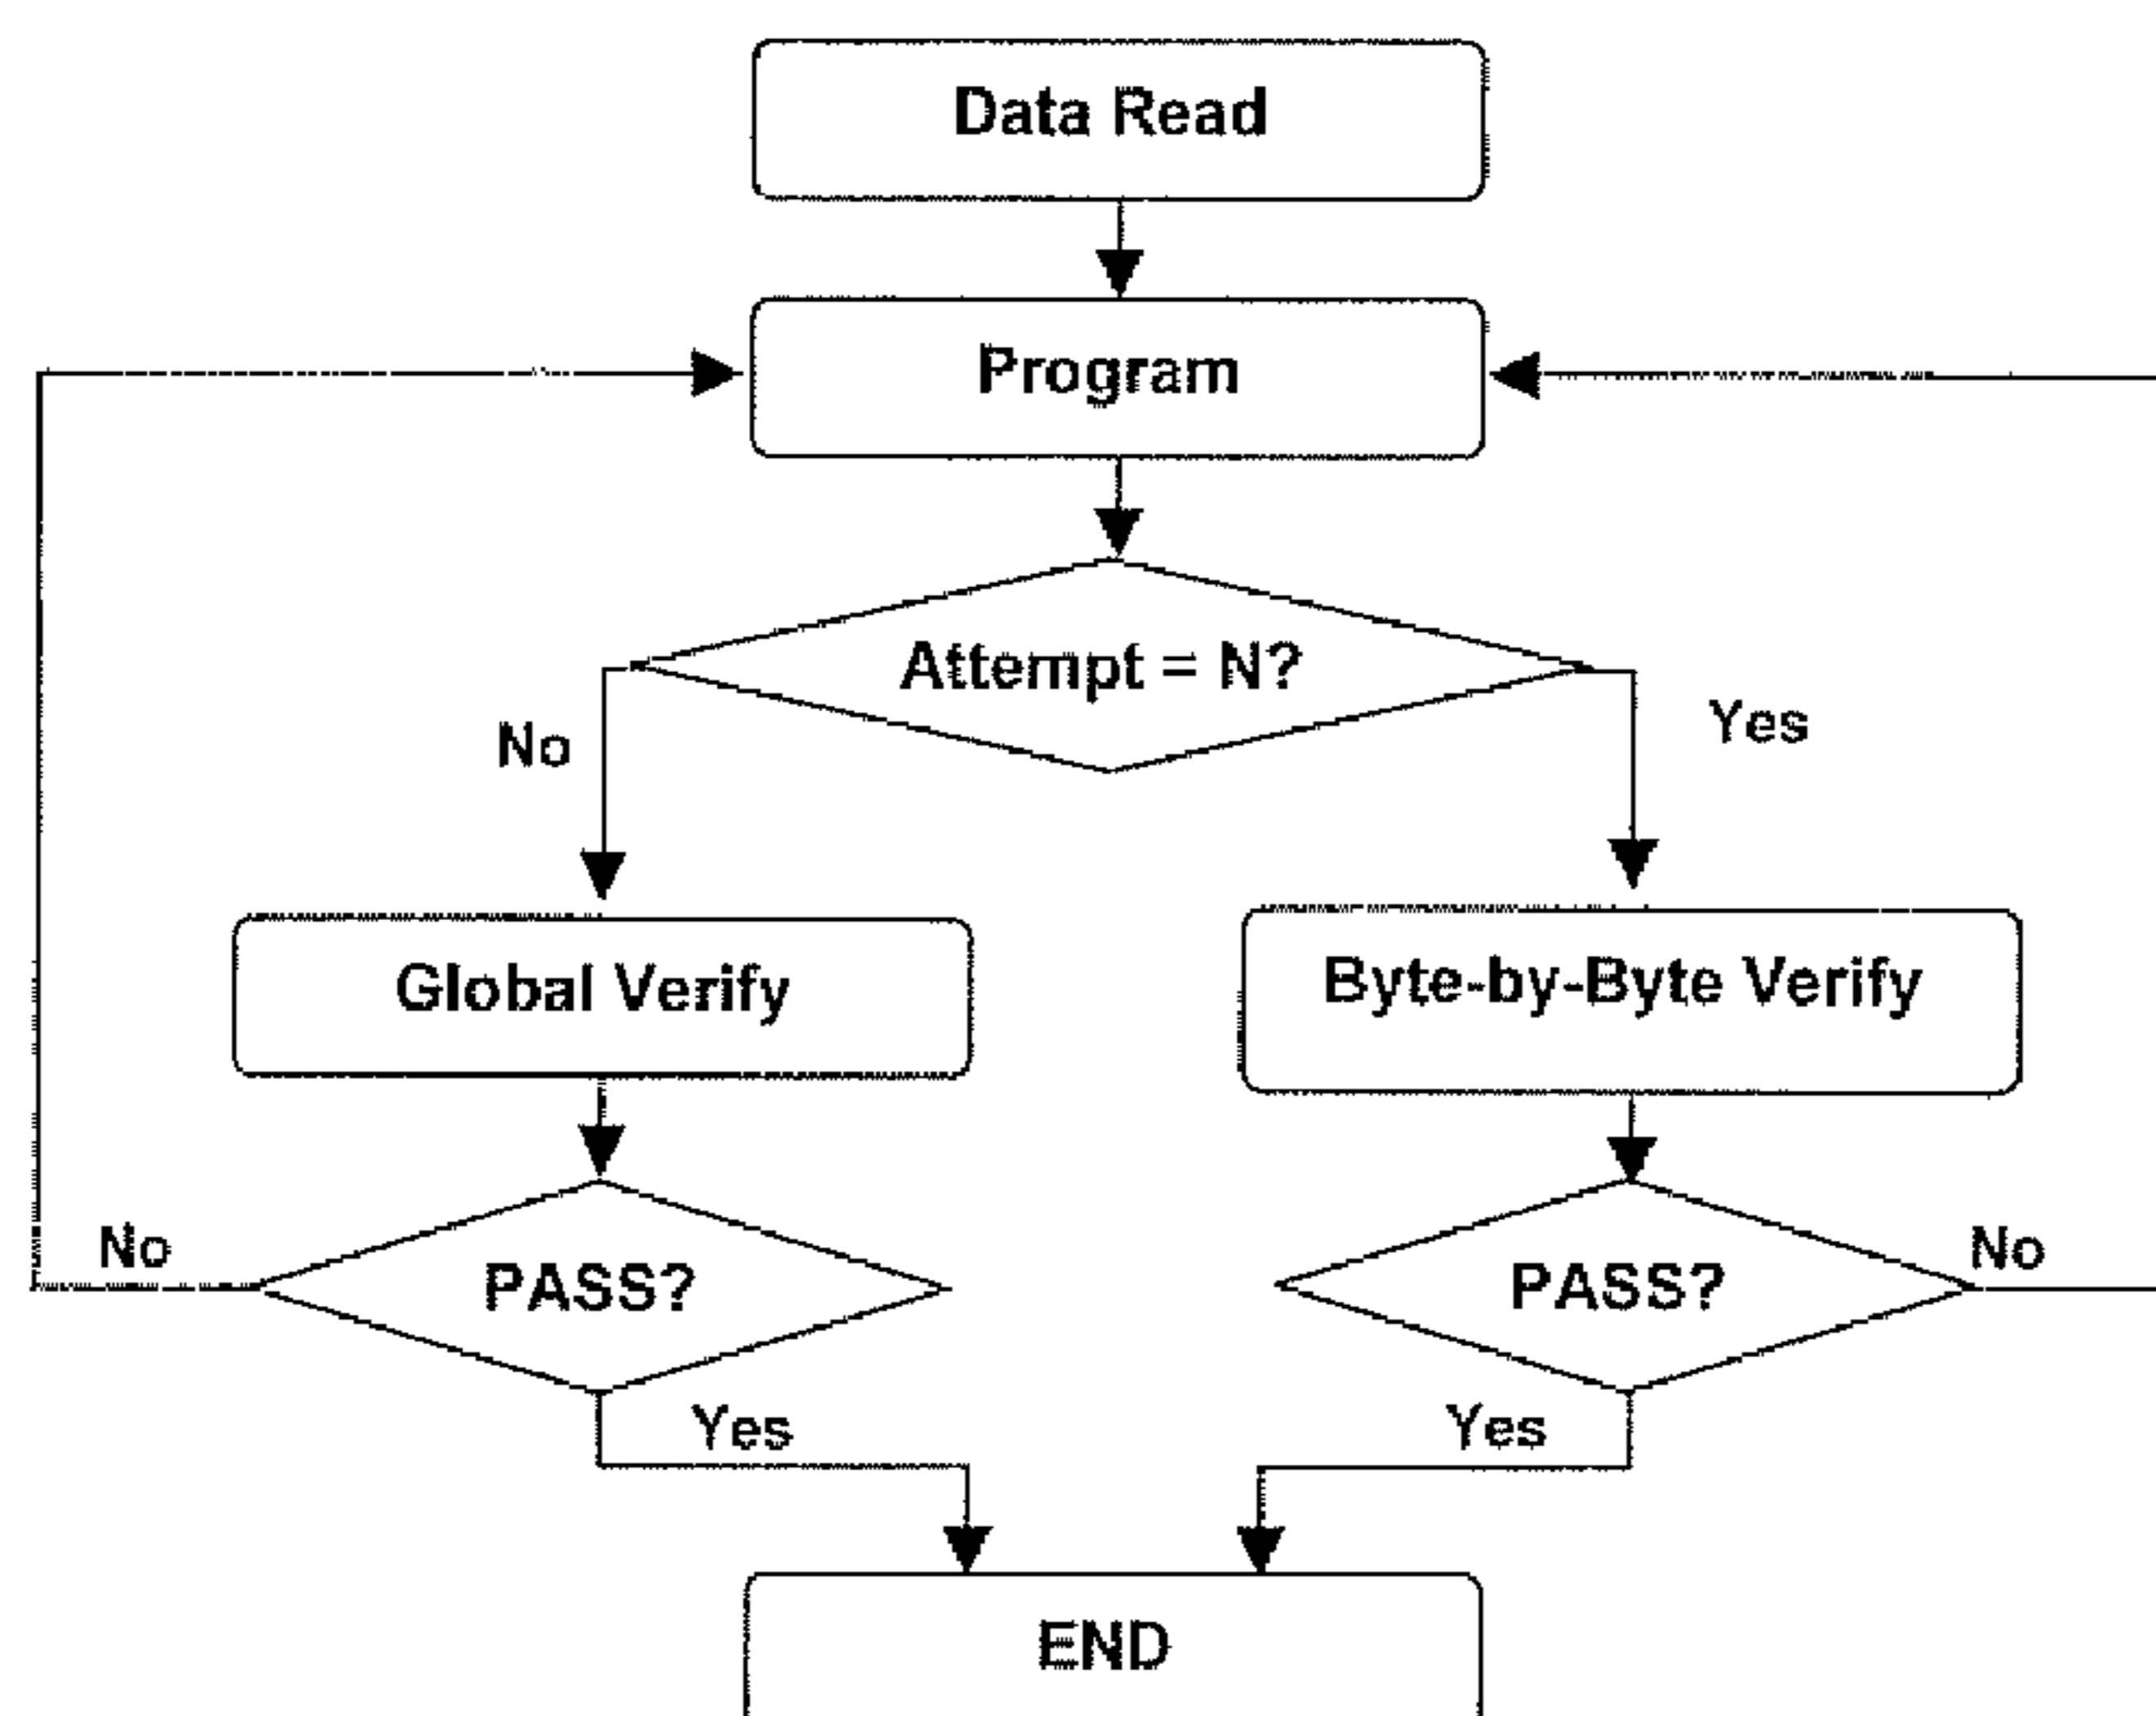 Data Read
Program
Attempt = N?
No
Yes
Global Verify
Byte-by-Byte Verify
No
PASS?
PASS?
No
Yes
Yes
END